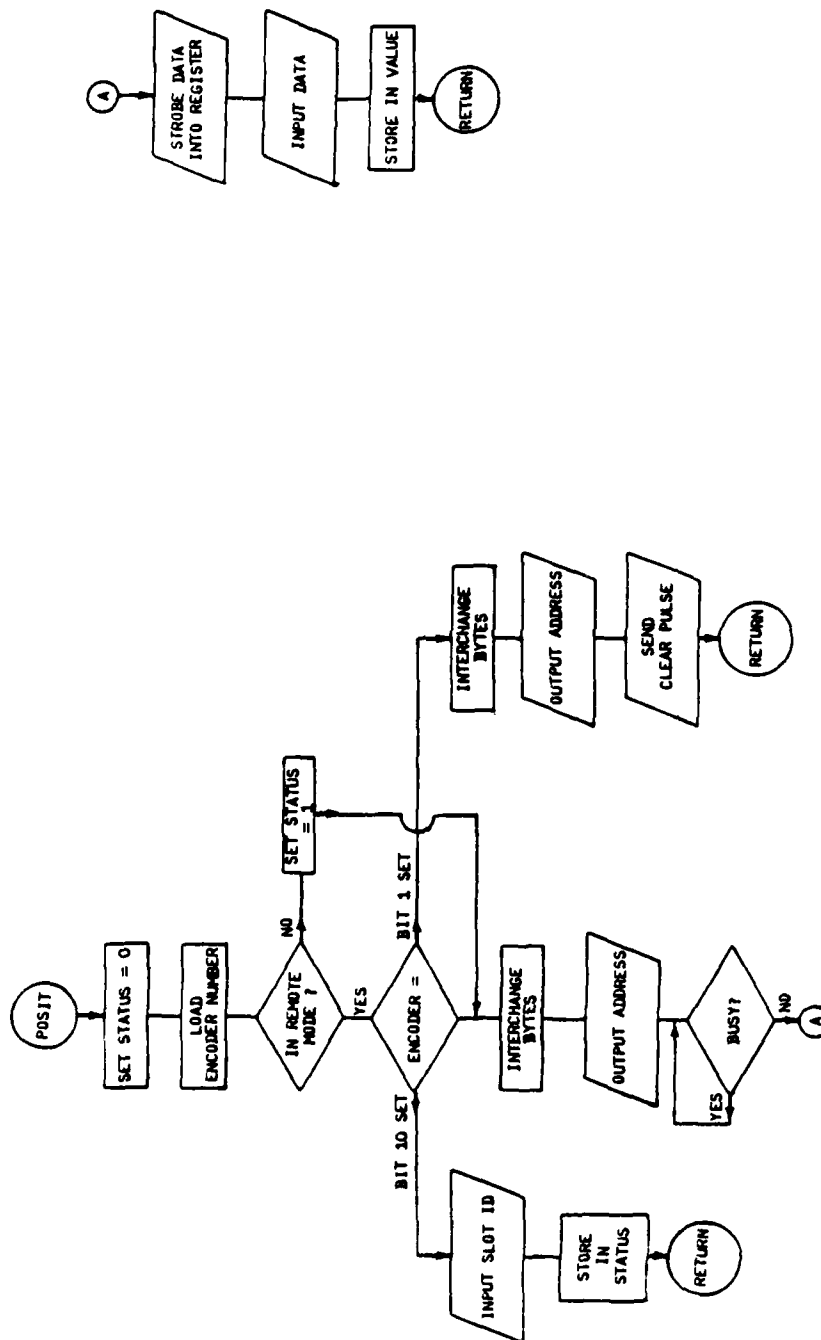 POSIT
SET STATUS = 0
LOAD
ENCODER NUMBER
IN REMOTE
MODE ?
NO
SET STATUS
= 1
YES
ENCODER =
BIT 10 SET
BIT 1 SET
INPUT SLOT ID
STORE
IN
STATUS
RETURN
INTERCHANGE
BYTES
OUTPUT ADDRESS
BUSY?
YES
NO
A
INTERCHANGE
BYTES
OUTPUT ADDRESS
SEND
CLEAR PULSE
RETURN
A
STROBE DATA
INTO REGISTER
INPUT DATA
STORE IN VALUE
RETURN